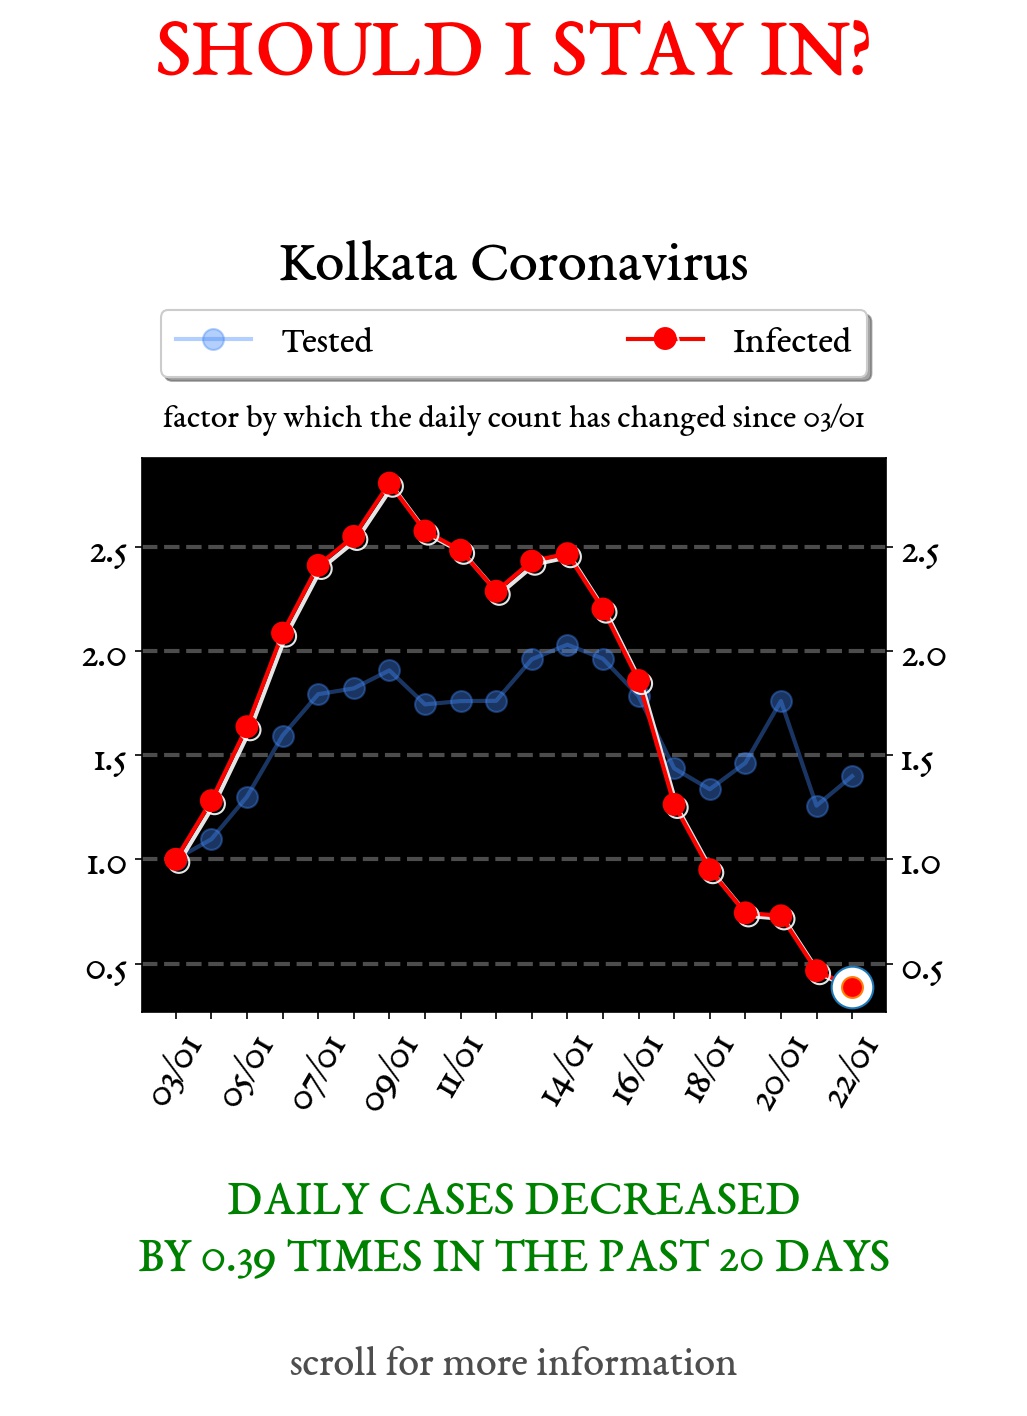 SHOULD I STAY IN?
Kolkata Coronavirus
Tested Infected
factor by which the daily count has changed since 03/01
2.5 2.5
2.0 2.0
1.5 1.5
1.0 1.0
0.5 0.5
03/01 05/01 07/01 09/01 11/01 14/01 16/01 18/01 20/01 22/01
DAILY CASES DECREASED
BY 0.39 TIMES IN THE PAST 20 DAYS
scroll for more information